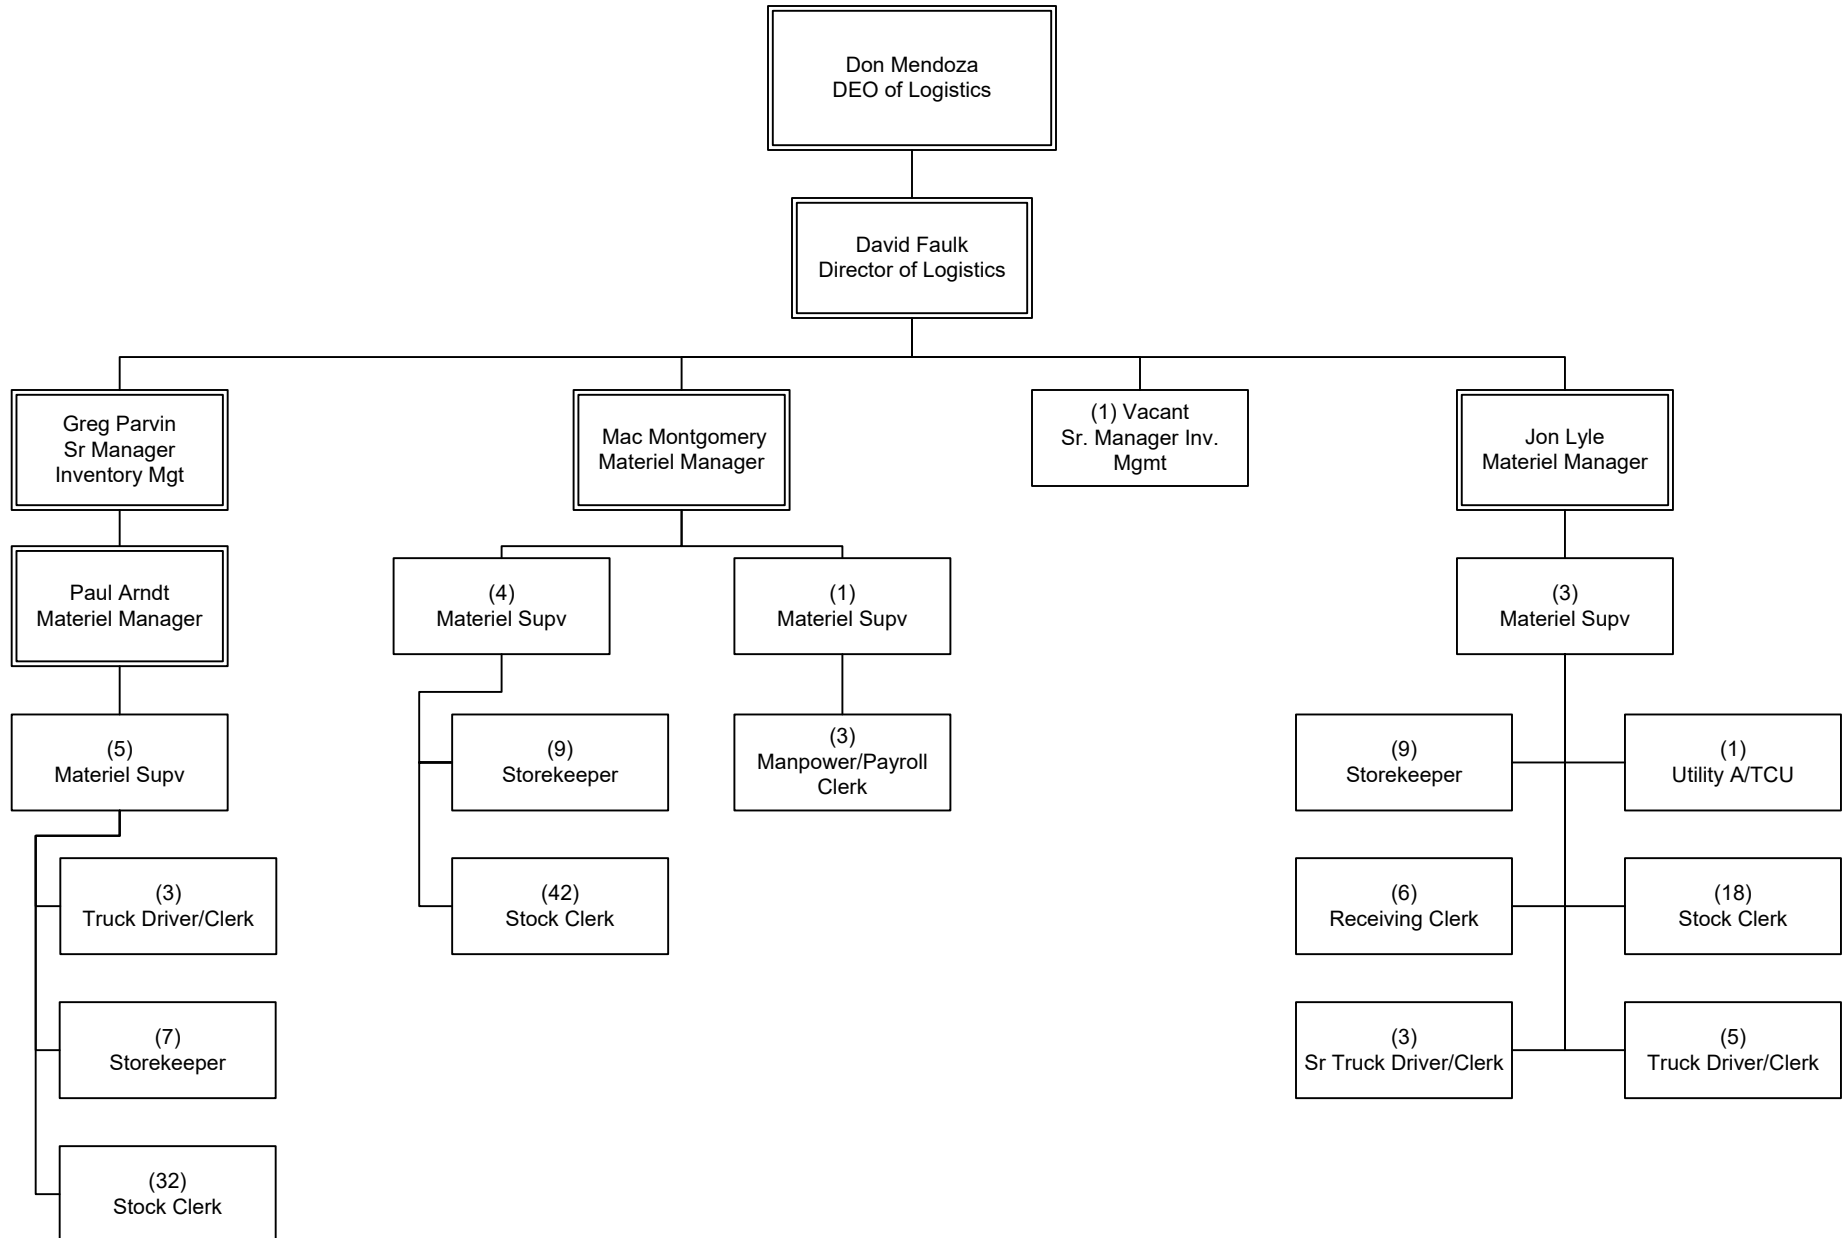 Don Mendoza
DEO of Logistics
David Faulk
Director of Logistics
Greg Parvin
Sr Manager
Inventory Mgt
Mac Montgomery
Materiel Manager
(1) Vacant
Sr. Manager Inv.
Mgmt
Jon Lyle
Materiel Manager
Paul Arndt
Materiel Manager
(4)
Materiel Supv
(1)
Materiel Supv
(3)
Materiel Supv
(5)
Materiel Supv
(9)
Storekeeper
(3)
Manpower/Payroll
Clerk
(9)
Storekeeper
(1)
Utility A/TCU
(3)
Truck Driver/Clerk
(42)
Stock Clerk
(6)
Receiving Clerk
(18)
Stock Clerk
(7)
Storekeeper
(3)
Sr Truck Driver/Clerk
(5)
Truck Driver/Clerk
(32)
Stock Clerk